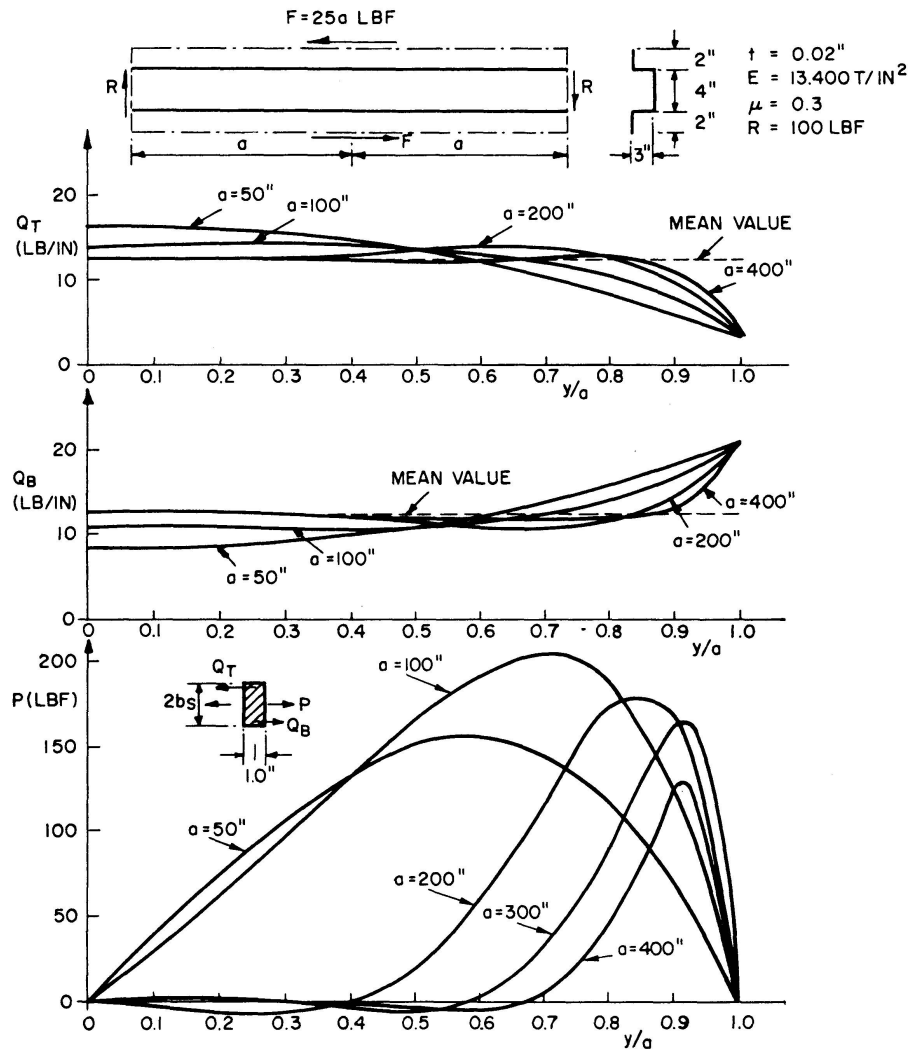 F=25a LBF
R
R
F
a
a
2"
4"
2"
3"
t = 0.02"
E = 13.400 T/IN²
μ = 0.3
R = 100 LBF
Q_T
(LB/IN)
20
10
0
a=50"
a=100"
a=200"
MEAN VALUE
a=400"
0 0.1 0.2 0.3 0.4 0.5 0.6 0.7 0.8 0.9 1.0
y/a
Q_B
(LB/IN)
20
10
0
MEAN VALUE
a=50"
a=100"
a=400"
a=200"
0 0.1 0.2 0.3 0.4 0.5 0.6 0.7 - 0.8 0.9 1.0
y/a
P(LBF)
200
150
100
50
0
Q_T
2bs
P
Q_B
1.0"
a=100"
a=50"
a=200"
a=300"
a=400"
0 0.1 0.2 0.3 0.4 0.5 0.6 0.7 0.8 0.9 1.0
y/a